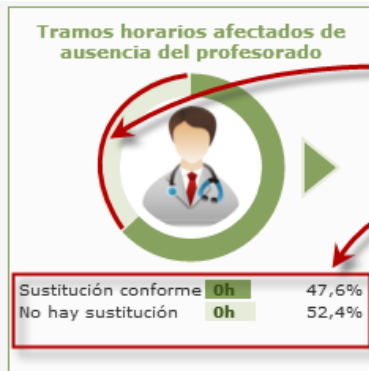 Tramos horarios afectados de
ausencia del profesorado
Sustitución conforme 0h 47,6%
No hay sustitución 0h 52,4%